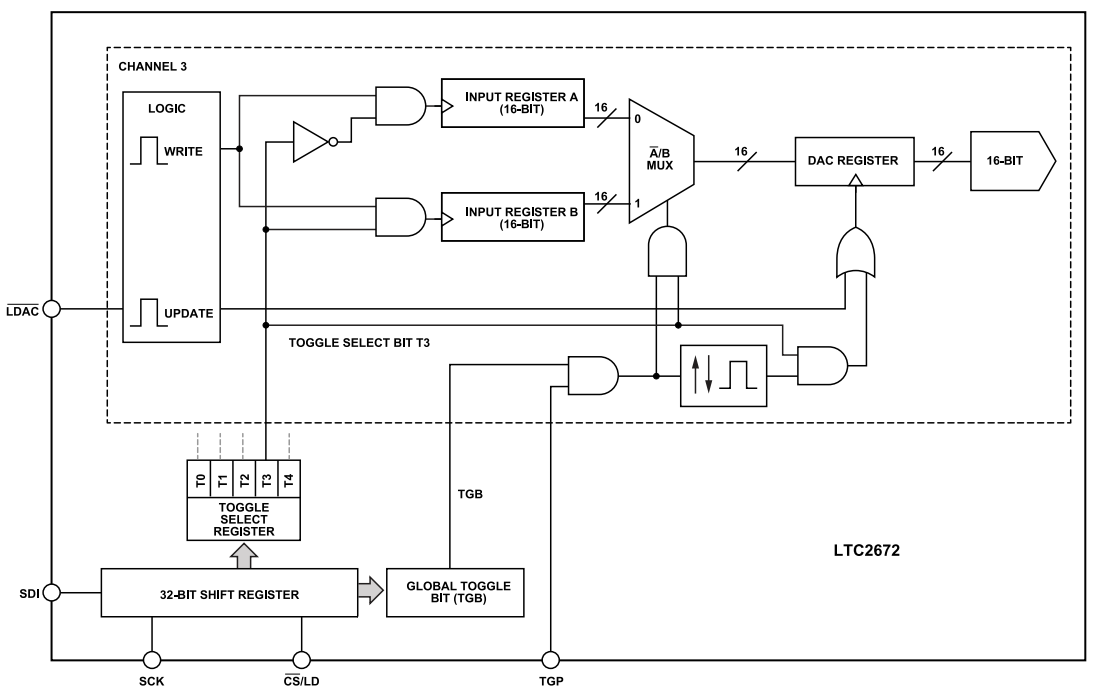 CHANNEL 3
LOGIC
WRITE
UPDATE
INPUT REGISTER A
(16-BIT)
16
0
INPUT REGISTER B
(16-BIT)
16
1
A̅/B
MUX
16
DAC REGISTER
16
16-BIT
L̅D̅A̅C̅
TOGGLE SELECT BIT T3
T0
T1
T2
T3
T4
TOGGLE
SELECT
REGISTER
TGB
LTC2672
SDI
32-BIT SHIFT REGISTER
GLOBAL TOGGLE
BIT (TGB)
SCK
C̅S̅/LD
TGP